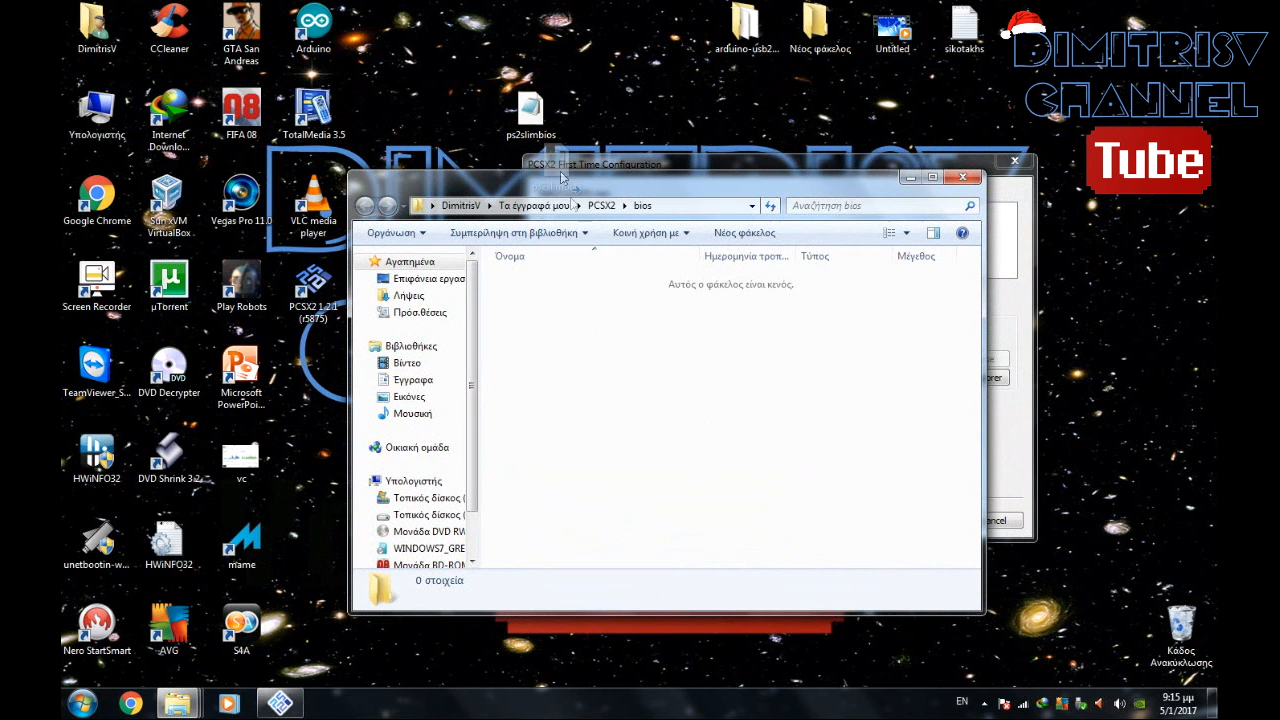 DimitrisV
CCleaner
GTA San
Andreas
Arduino
arduino-usb2...
Νέος φάκελος
Untitled
sikotakhs
DIMITRISV
CHANNEL
Tube
Υπολογιστής
Internet
Downlo...
FIFA 08
TotalMedia 3.5
ps2slimbios
Google Chrome
Sun xVM
VirtualBox
Vegas Pro 11.0
VLC media
player
Screen Recorder
µTorrent
Play Robots
PCSX2 1.2.1
(r5875)
TeamViewer_S...
DVD Decrypter
Microsoft
PowerPoi...
HWiNFO32
DVD Shrink 3.2
vc
unetbootin-w...
HWiNFO32
mame
Nero StartSmart
AVG
S4A
PCSX2 First Time Configuration
DimitrisV
Τα έγγραφά μου
PCSX2
bios
Αναζήτηση bios
Οργάνωση
Συμπερίληψη στη βιβλιοθήκη
Κοινή χρήση με
Νέος φάκελος
Όνομα
Ημερομηνία τροπ...
Τύπος
Μέγεθος
Αυτός ο φάκελος είναι κενός.
Αγαπημένα
Επιφάνεια εργασ
Λήψεις
Πρόσ.θέσεις
Βιβλιοθήκες
Βίντεο
Έγγραφα
Εικόνες
Μουσική
Οικιακή ομάδα
Υπολογιστής
Τοπικός δίσκος (
Τοπικός δίσκος (
Μονάδα DVD RW
WINDOWS7_GRE
Μονάδα BD-ROM
0 στοιχεία
orer
ancel
Κάδος
Ανακύκλωσης
EN
9:15 μμ
5/1/2017